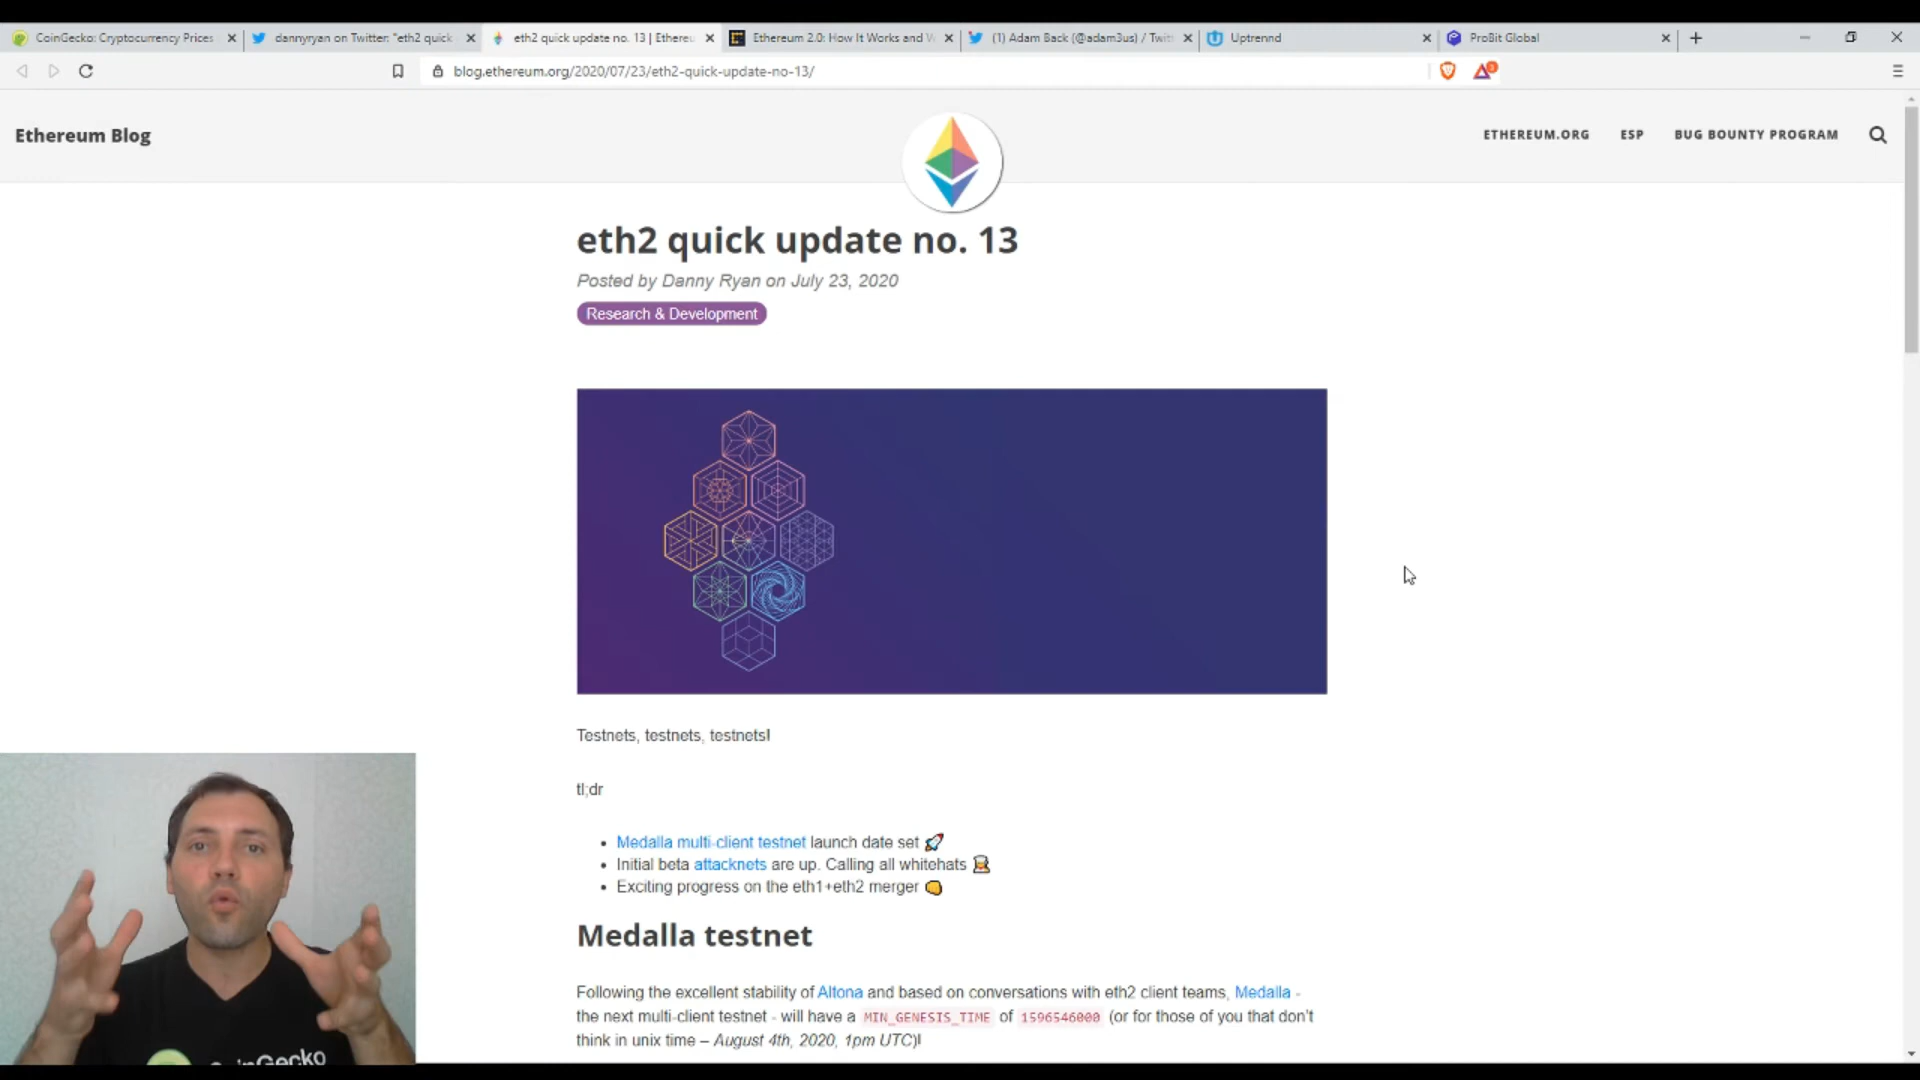 CoinGecko: Cryptocurrency Prices
dannyryan on Twitter: "eth2 quick
eth2 quick update no. 13 | Ethere
Ethereum 2.0: How It Works and W
(1) Adam Back (@adam3us) / Twit
Uptrennd
ProBit Global
blog.ethereum.org/2020/07/23/eth2-quick-update-no-13/
Ethereum Blog
ETHEREUM.ORG
ESP
BUG BOUNTY PROGRAM
eth2 quick update no. 13
Posted by Danny Ryan on July 23, 2020
Research & Development
Testnets, testnets, testnets!
tl;dr
Medalla multi-client testnet launch date set 🚀
Initial beta attacknets are up. Calling all whitehats
Exciting progress on the eth1+eth2 merger
Medalla testnet
Following the excellent stability of Altona and based on conversations with eth2 client teams, Medalla -
the next multi-client testnet - will have a MIN_GENESIS_TIME of 1596546000 (or for those of you that don't
think in unix time – August 4th, 2020, 1pm UTC)!
inGecko